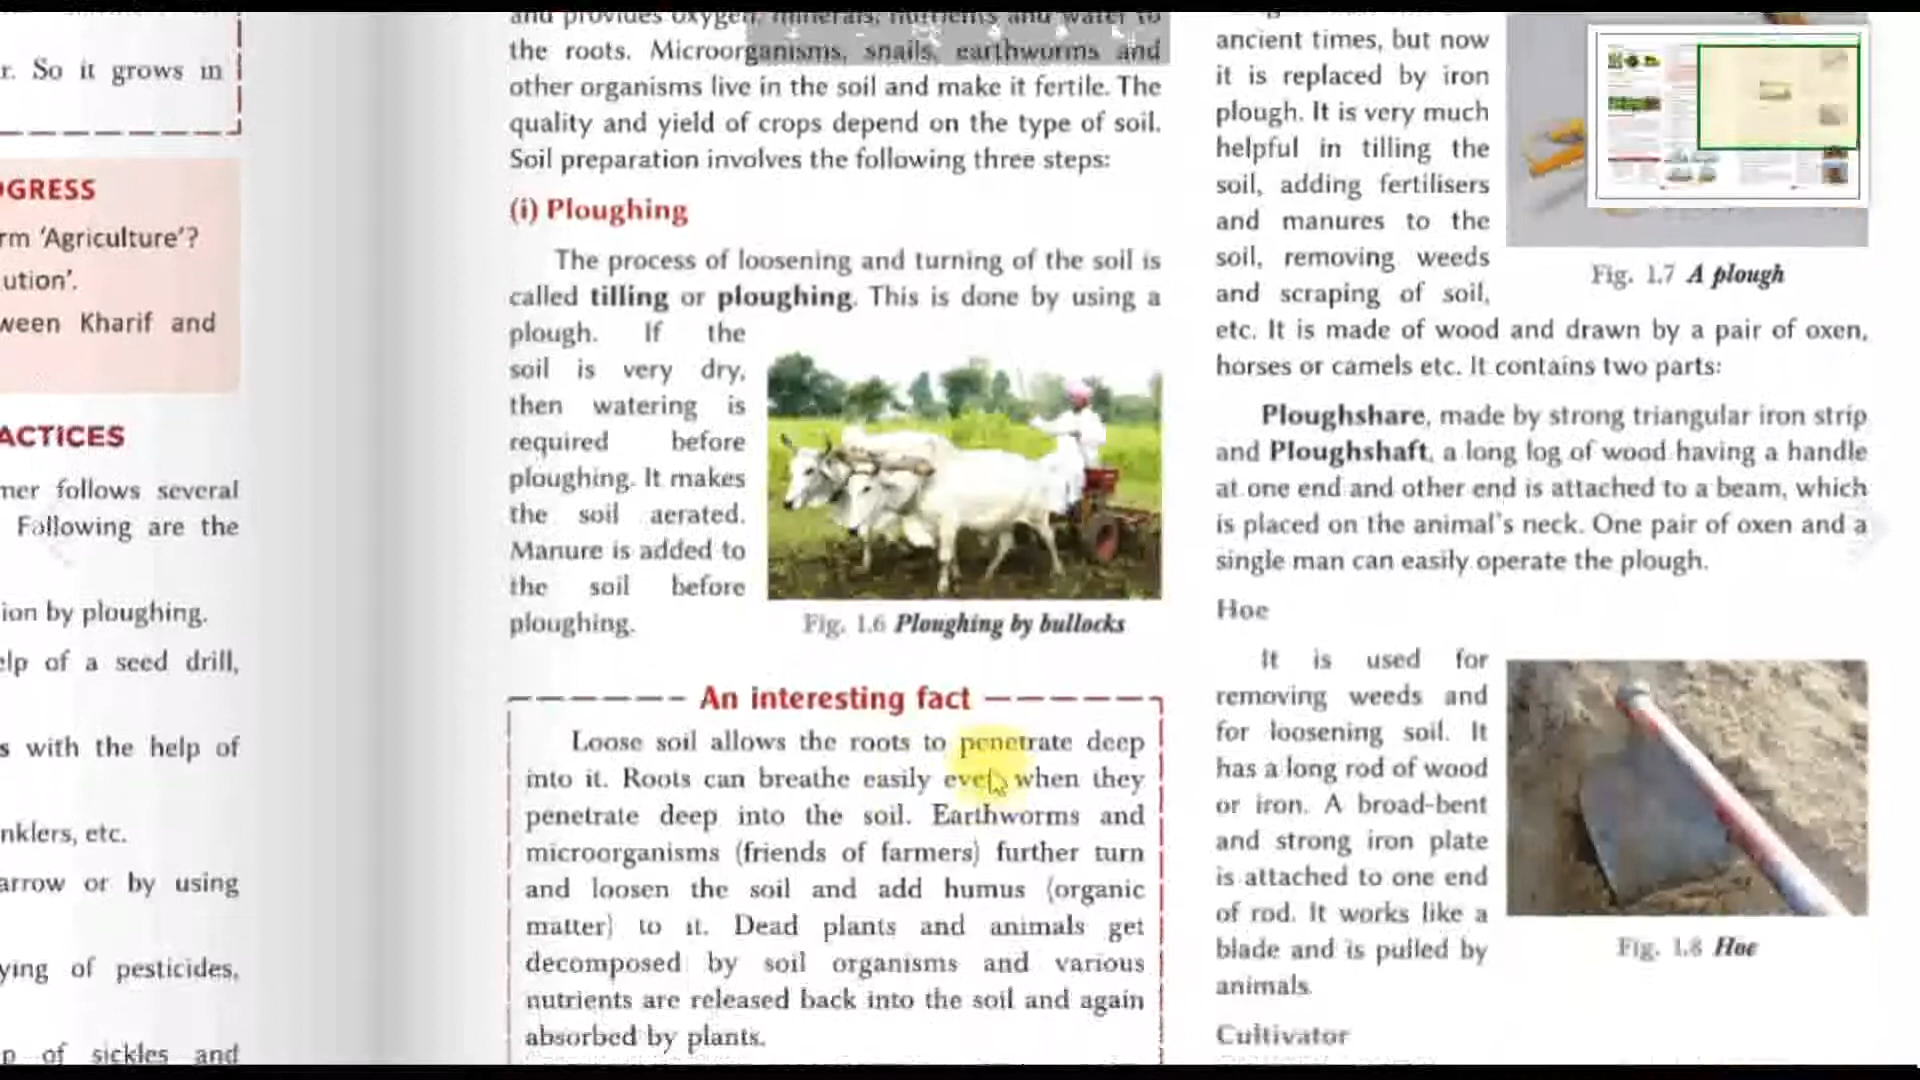 r. So it grows in
OGRESS
rm 'Agriculture'?
ution'.
ween Kharif and
ACTICES
mer follows several
Following are the
ion by ploughing.
elp of a seed drill,
s with the help of
nklers, etc.
arrow or by using
ying of pesticides,
p of sickles and
and provides oxygen, minerals, nutrients and water to
the roots. Microorganisms, snails, earthworms and
other organisms live in the soil and make it fertile. The
quality and yield of crops depend on the type of soil.
Soil preparation involves the following three steps:
(i) Ploughing
The process of loosening and turning of the soil is
called tilling or ploughing. This is done by using a
plough. If the
soil is very dry,
then watering is
required before
ploughing. It makes
the soil aerated.
Manure is added to
the soil before
ploughing.
Fig. 1.6 Ploughing by bullocks
An interesting fact
Loose soil allows the roots to penetrate deep
into it. Roots can breathe easily even when they
penetrate deep into the soil. Earthworms and
microorganisms (friends of farmers) further turn
and loosen the soil and add humus (organic
matter) to it. Dead plants and animals get
decomposed by soil organisms and various
nutrients are released back into the soil and again
absorbed by plants.
ancient times, but now
it is replaced by iron
plough. It is very much
helpful in tilling the
soil, adding fertilisers
and manures to the
soil, removing weeds
and scraping of soil,
etc. It is made of wood and drawn by a pair of oxen,
horses or camels etc. It contains two parts:
Fig. 1.7 A plough
Ploughshare, made by strong triangular iron strip
and Ploughshaft, a long log of wood having a handle
at one end and other end is attached to a beam, which
is placed on the animal's neck. One pair of oxen and a
single man can easily operate the plough.
Hoe
It is used for
removing weeds and
for loosening soil. It
has a long rod of wood
or iron. A broad-bent
and strong iron plate
is attached to one end
of rod. It works like a
blade and is pulled by
animals.
Fig. 1.8 Hoe
Cultivator